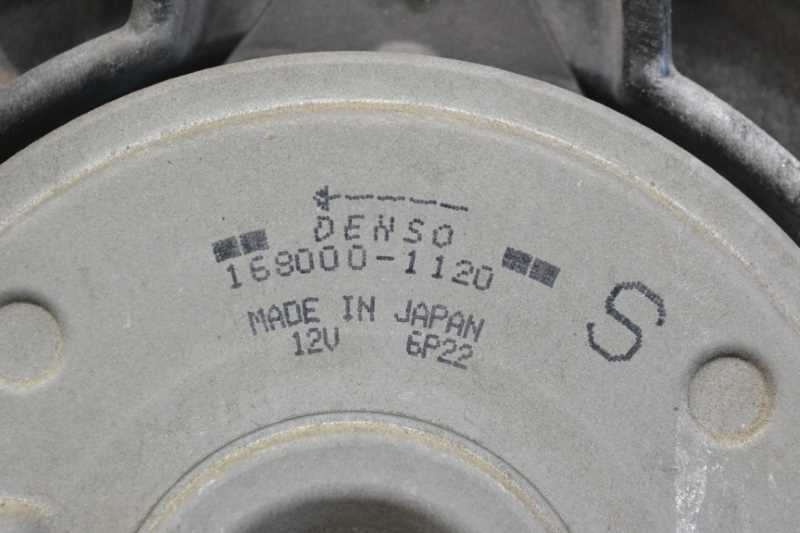 DENSO
168000-1120
MADE IN JAPAN
12V 6P22
S